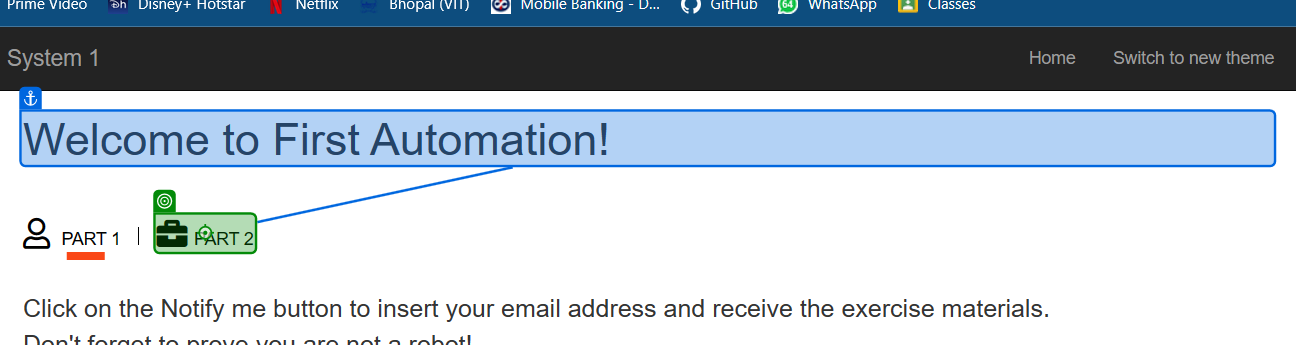 Prime Video Disney+ Hotstar Netflix Bhopal (VIT) Mobile Banking - D... GitHub 64 WhatsApp Classes
System 1 Home Switch to new theme
Welcome to First Automation!
PART 1 | PART 2
Click on the Notify me button to insert your email address and receive the exercise materials.
Don't forget to prove you are not a robot!